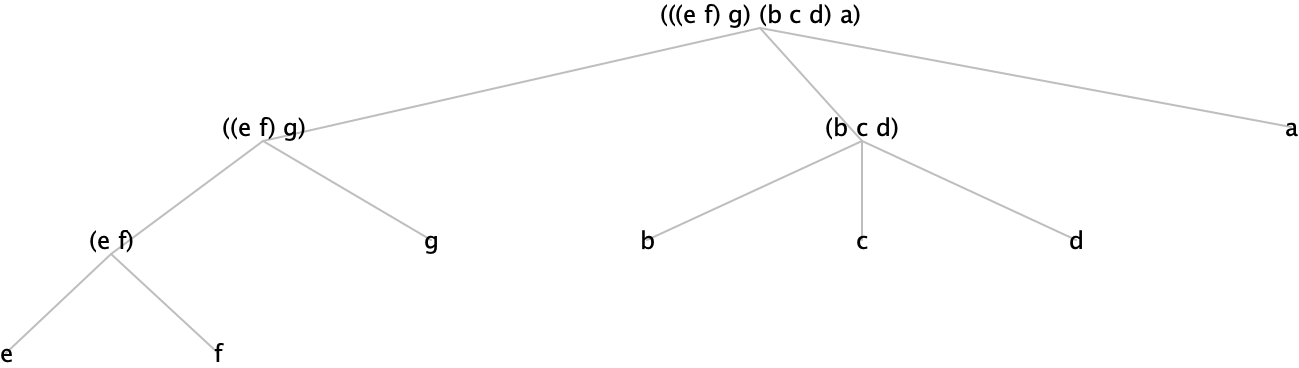 (((e f) g) (b c d) a)
((e f) g) (b c d) a
(e f) g b c d
e f